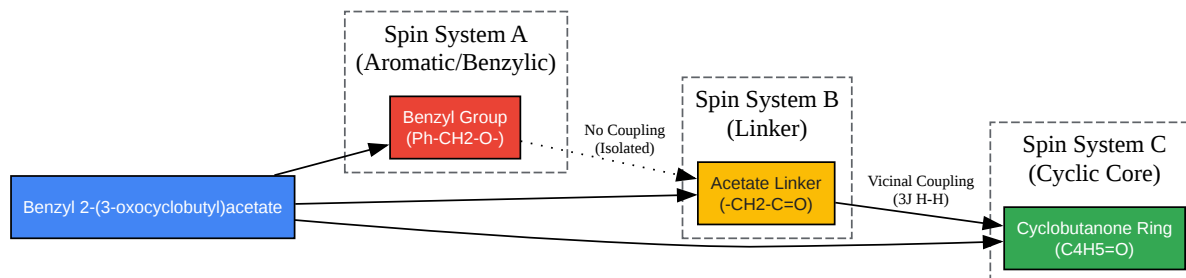 Spin System A
(Aromatic/Benzylic)
Benzyl Group
(Ph-CH2-O-)
No Coupling
(Isolated)
Spin System B
(Linker)
Acetate Linker
(-CH2-C=O)
Vicinal Coupling
(3J H-H)
Spin System C
(Cyclic Core)
Cyclobutanone Ring
(C4H5=O)
Benzyl 2-(3-oxocyclobutyl)acetate